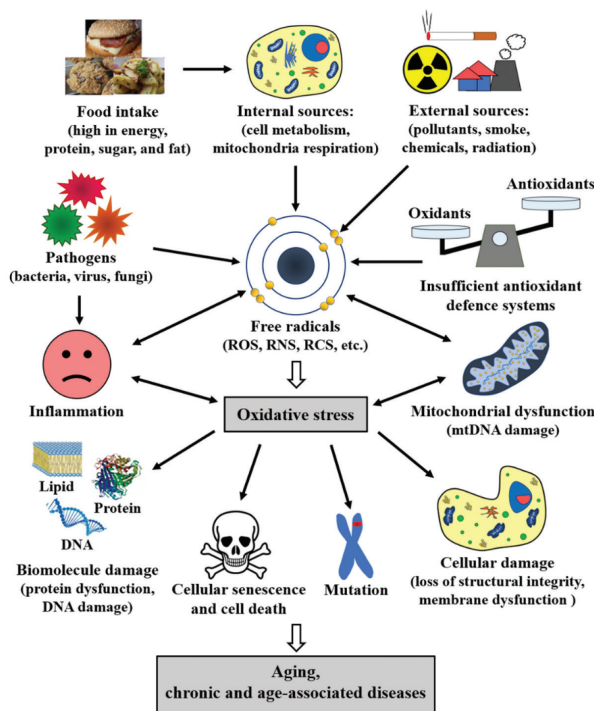 Food intake
(high in energy,
protein, sugar, and fat)
Internal sources:
(cell metabolism,
mitochondria respiration)
External sources:
(pollutants, smoke,
chemicals, radiation)
Pathogens
(bacteria, virus, fungi)
Antioxidants
Oxidants
Insufficient antioxidant
defence systems
Free radicals
(ROS, RNS, RCS, etc.)
Inflammation
Oxidative stress
Mitochondrial dysfunction
(mtDNA damage)
Lipid
Protein
DNA
Biomolecule damage
(protein dysfunction,
DNA damage)
Cellular senescence
and cell death
Mutation
Cellular damage
(loss of structural integrity,
membrane dysfunction )
Aging,
chronic and age-associated diseases